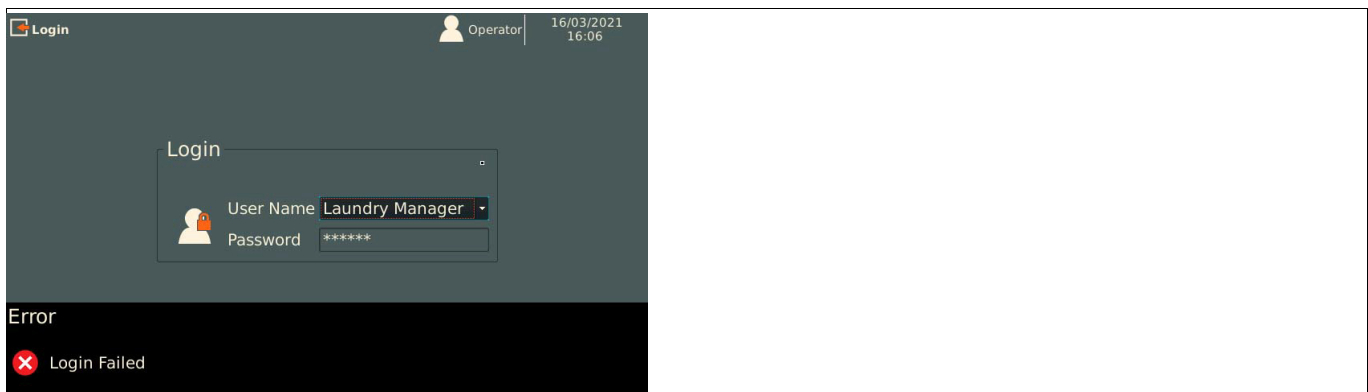 Login
Operator
16/03/2021
16:06
Login
User Name Laundry Manager
Password ******
Error
Login Failed